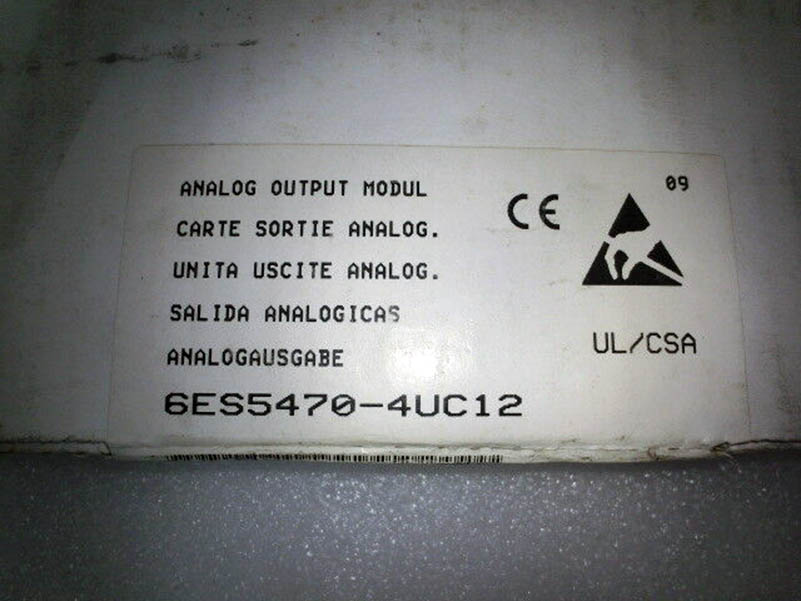 ANALOG OUTPUT MODUL
CARTE SORTIE ANALOG.
UNITA USCITE ANALOG.
SALIDA ANALOGICAS
ANALOGAUSGABE
6ES5470-4UC12
CE
09
UL/CSA